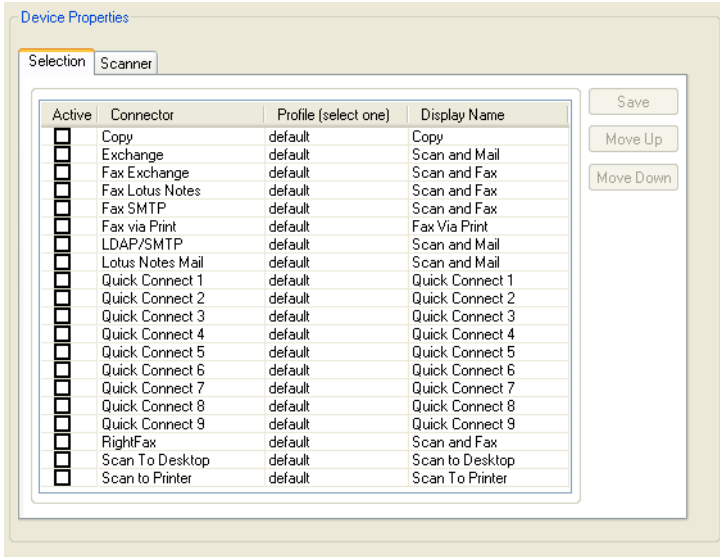 Device Properties
Selection Scanner
Active Connector Profile (select one) Display Name
Copy default Copy
Exchange default Scan and Mail
Fax Exchange default Scan and Fax
Fax Lotus Notes default Scan and Fax
Fax SMTP default Scan and Fax
Fax via Print default Fax Via Print
LDAP/SMTP default Scan and Mail
Lotus Notes Mail default Scan and Mail
Quick Connect 1 default Quick Connect 1
Quick Connect 2 default Quick Connect 2
Quick Connect 3 default Quick Connect 3
Quick Connect 4 default Quick Connect 4
Quick Connect 5 default Quick Connect 5
Quick Connect 6 default Quick Connect 6
Quick Connect 7 default Quick Connect 7
Quick Connect 8 default Quick Connect 8
Quick Connect 9 default Quick Connect 9
RightFax default Scan and Fax
Scan To Desktop default Scan to Desktop
Scan to Printer default Scan To Printer
Save
Move Up
Move Down